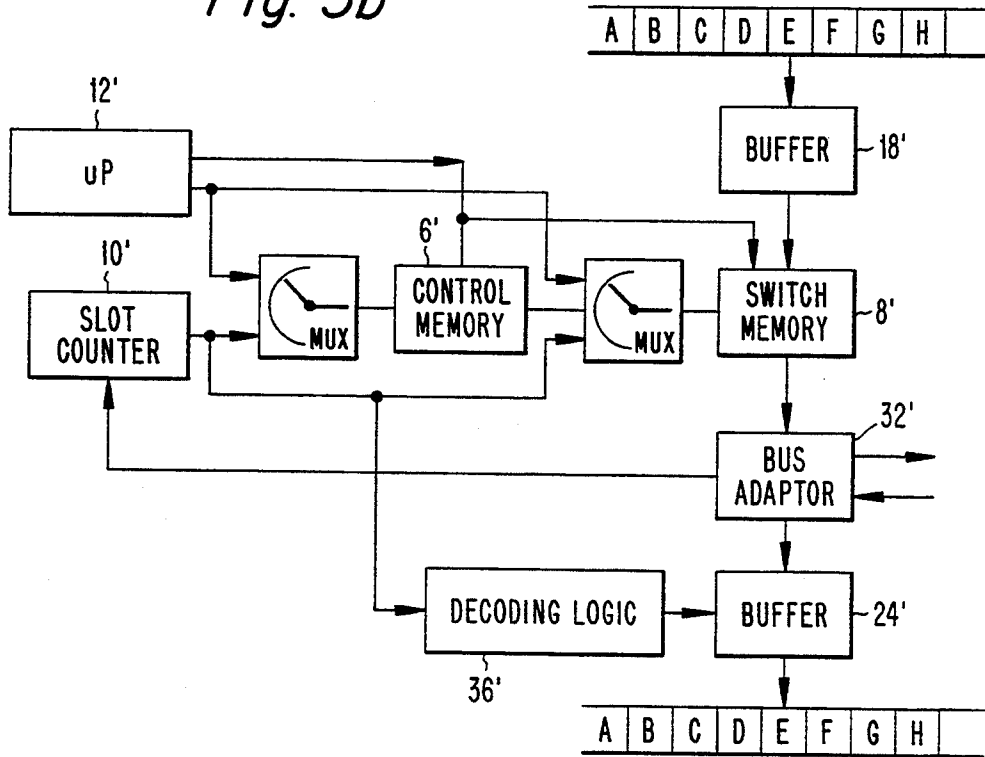 Fig. 3b
A B C D E F G H
12'
uP
BUFFER
18'
10'
6'
SLOT
COUNTER
MUX
CONTROL
MEMORY
MUX
SWITCH
MEMORY
8'
32'
BUS
ADAPTOR
DECODING LOGIC
BUFFER
24'
36'
A B C D E F G H